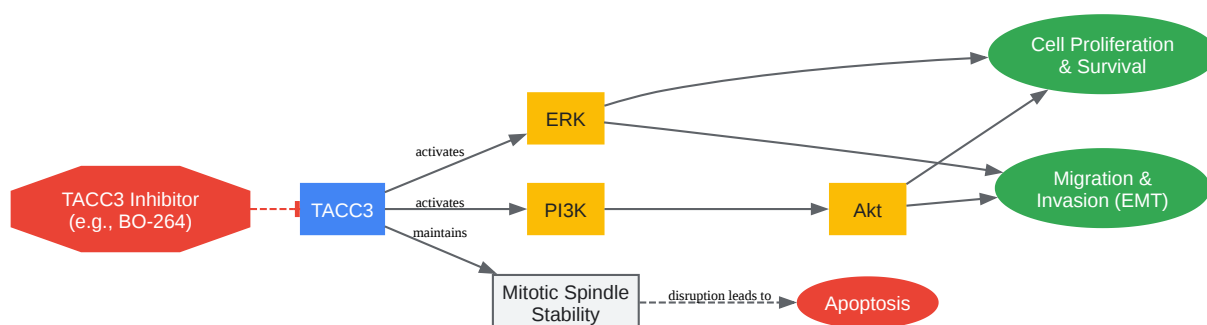 Cell Proliferation
& Survival
ERK
activates
TACC3 Inhibitor
(e.g., BO-264)
TACC3
activates
PI3K
Akt
Migration &
Invasion (EMT)
maintains
Mitotic Spindle
Stability
disruption leads to
Apoptosis